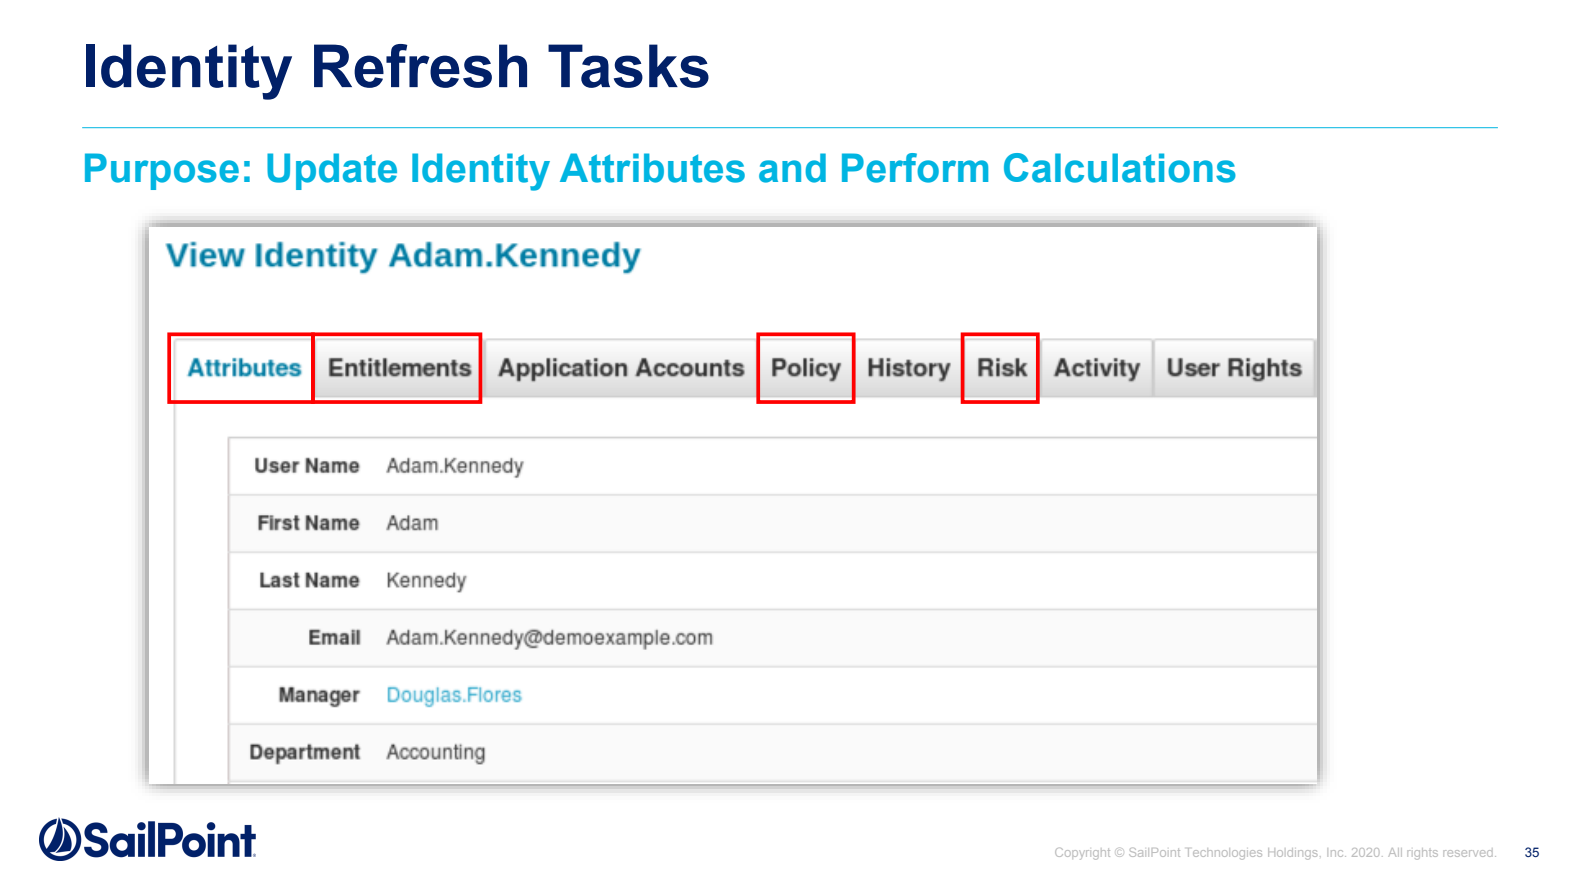 Identity Refresh Tasks
Purpose: Update Identity Attributes and Perform Calculations
View Identity Adam.Kennedy
Attributes Entitlements Application Accounts Policy History Risk Activity User Rights
User Name Adam.Kennedy
First Name Adam
Last Name Kennedy
Email Adam.Kennedy@demoexample.com
Manager Douglas.Flores
Department Accounting
SailPoint
Copyright © SailPoint Technologies Holdings, Inc. 2020. All rights reserved. 35